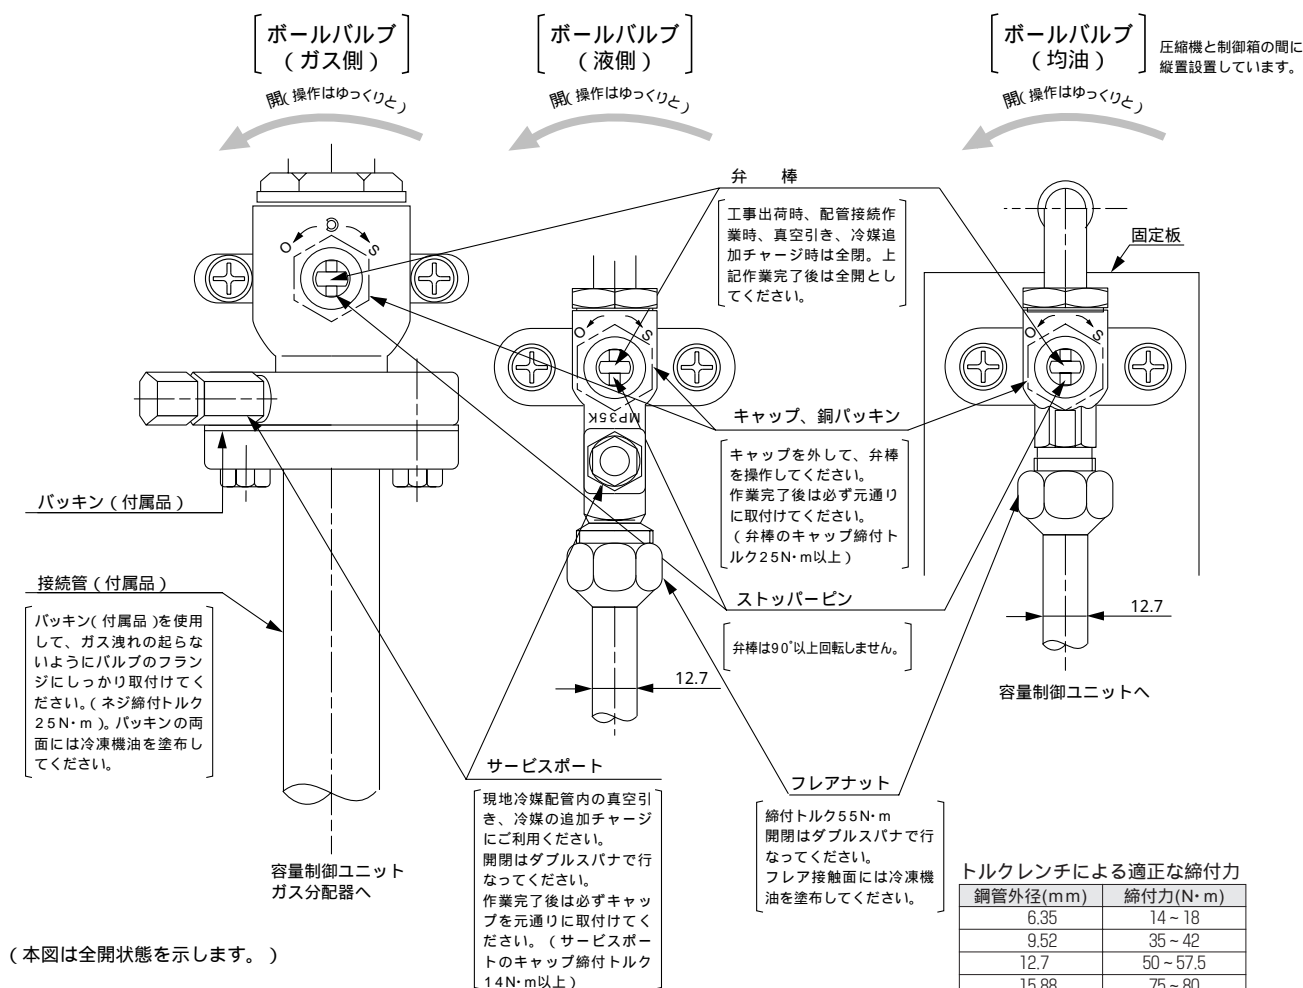 ボールバルブ
(ガス側)
開(操作はゆっくりと)
ボールバルブ
(液側)
開(操作はゆっくりと)
ボールバルブ
(均油)
圧縮機と制御箱の間に
縦置設置しています。
開(操作はゆっくりと)
弁 棒
工事出荷時、配管接続作
業時、真空引き、冷媒追
加チャージ時は全閉。上
記作業完了後は全開とし
てください。
固定板
O
S
O
S
O
S
MP35K
キャップ、銅パッキン
キャップを外して、弁棒
を操作してください。
作業完了後は必ず元通り
に取付けてください。
(弁棒のキャップ締付ト
ルク25N・m以上)
パッキン(付属品)
接続管(付属品)
パッキン(付属品)を使用
して、ガス洩れの起らな
いようにバルブのフラン
ジにしっかり取付けてく
ださい。(ネジ締付トルク
25N・m)。パッキンの両
面には冷凍機油を塗布し
てください。
ストッパーピン
弁棒は90°以上回転しません。
12.7
12.7
容量制御ユニットへ
サービスポート
現地冷媒配管内の真空引
き、冷媒の追加チャージ
にご利用ください。
開閉はダブルスパナで行
なってください。
作業完了後は必ずキャッ
プを元通りに取付けてく
ださい。(サービスポー
トのキャップ締付トルク
14N・m以上)
フレアナット
締付トルク55N・m
開閉はダブルスパナで行
なってください。
フレア接触面には冷凍機
油を塗布してください。
容量制御ユニット
ガス分配器へ
(本図は全開状態を示します。)
トルクレンチによる適正な締付力
鋼管外径(mm) 締付力(N・m)
6.35 14~18
9.52 35~42
12.7 50~57.5
15.88 75~80